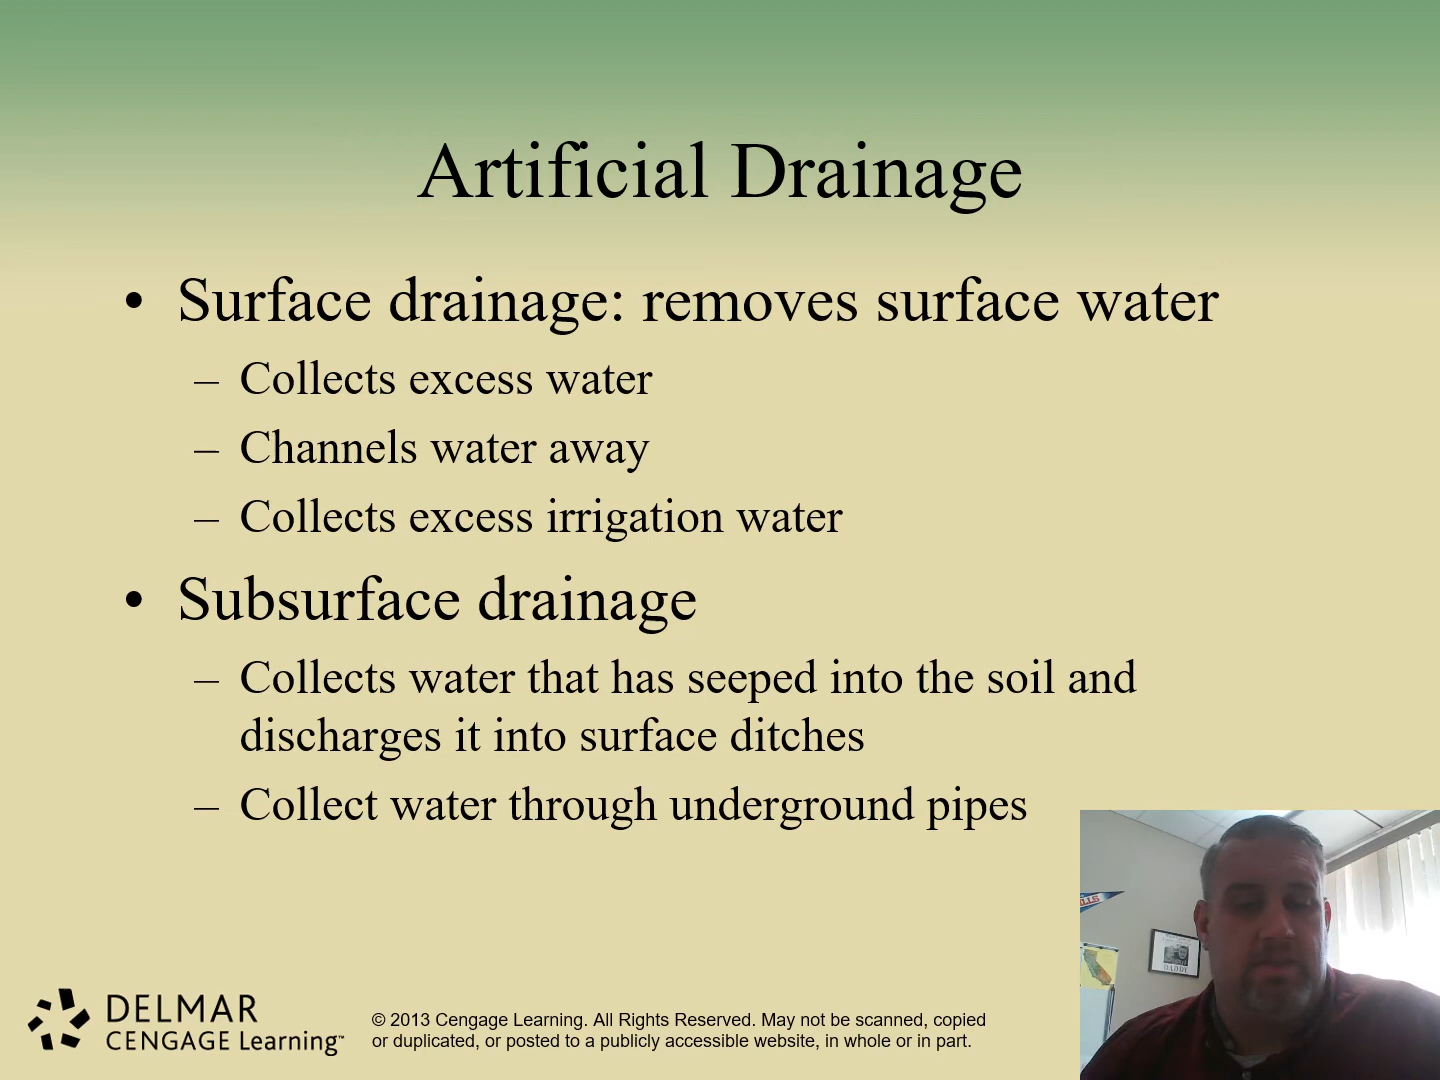 Artificial Drainage
• Surface drainage: removes surface water
– Collects excess water
– Channels water away
– Collects excess irrigation water
• Subsurface drainage
– Collects water that has seeped into the soil and
discharges it into surface ditches
– Collect water through underground pipes
DELMAR
CENGAGE Learning™
© 2013 Cengage Learning. All Rights Reserved. May not be scanned, copied
or duplicated, or posted to a publicly accessible website, in whole or in part.
DADDY